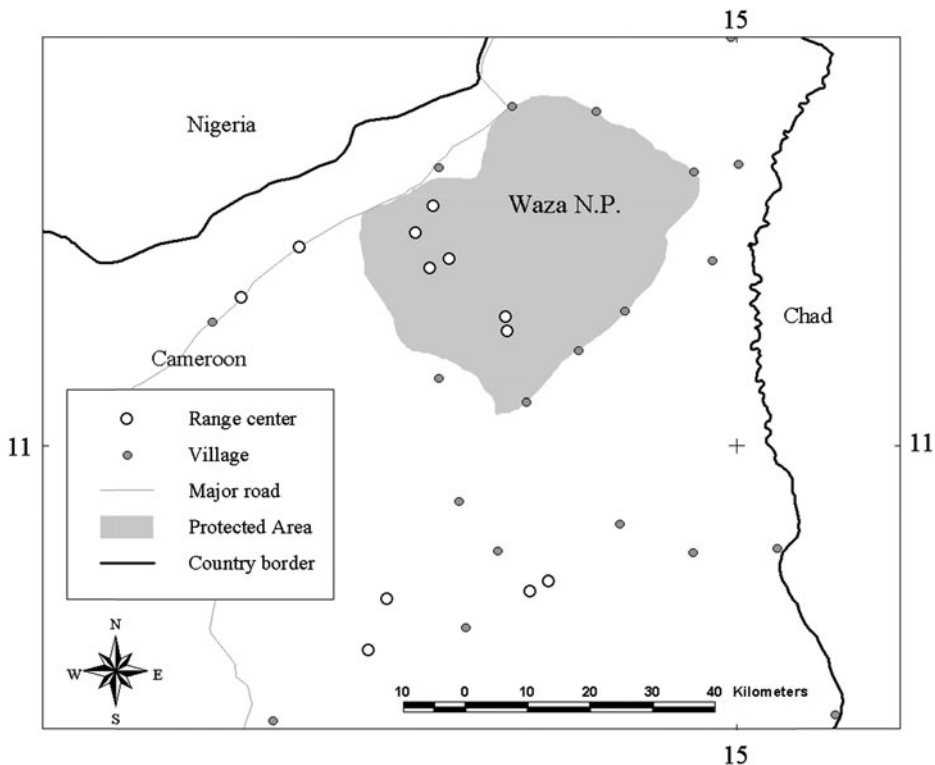 15
Nigeria
Waza N.P.
Chad
Cameroon
Range center
11
Village
11
Major road
Protected Area
Country border
N
W E
S
10 0 10 20 30 40 Kilometers
15